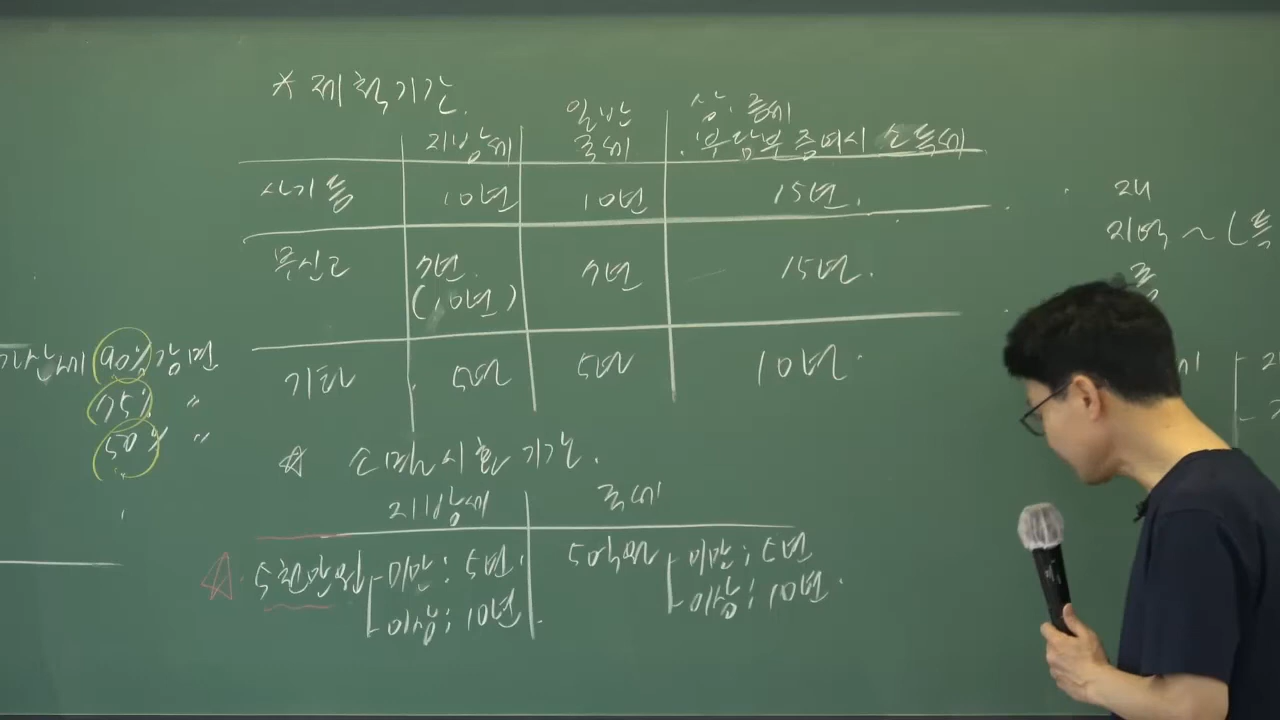 * 제척기간.
지방세 일반 국세 상·증세
· 부담부 증여시 소득세
사기등 10년 10년 15년.
무신고 7년. (10년) 7년 15년.
기타 5년 5년 10년.
가산세 90% 감면
75% "
50% "
☆ 소멸시효기간.
지방세 국세
☆ 5천만원 미만 : 5년. 5억원 미만 : 5년
이상 : 10년. 이상 : 10년.